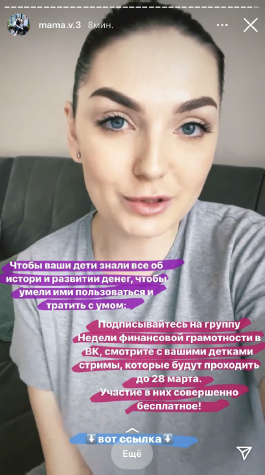 mama.v.3 8мин.
Чтобы ваши дети знали все об
истори и развитии денег, чтобы
умели ими пользоваться и
тратить с умом:
Подписывайтесь на группу
Недели финансовой грамотности в
ВК, смотрите с вашими детками
стримы, которые будут проходить
до 28 марта.
Участие в них совершенно
бесплатное!
⬇️вот ссылка⬇️
Ещё